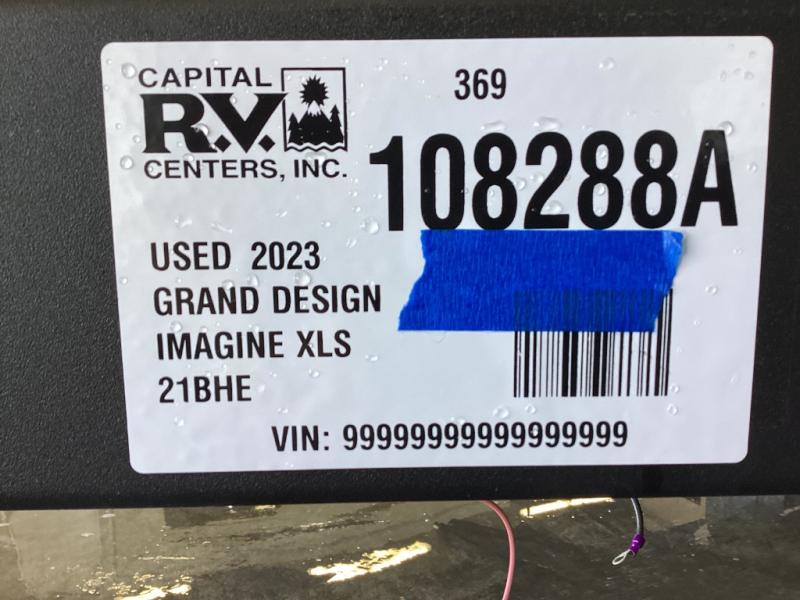 CAPITAL
R.V.
CENTERS, INC.
369
108288A
USED 2023
GRAND DESIGN
IMAGINE XLS
21BHE
VIN: 99999999999999999